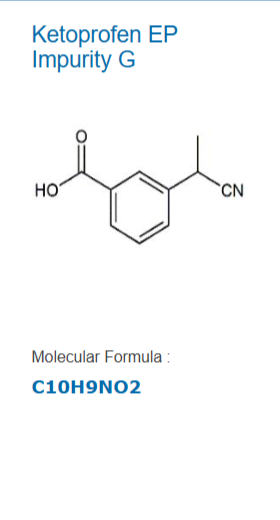 Ketoprofen EP
Impurity G
O
HO
CN
Molecular Formula :
C10H9NO2